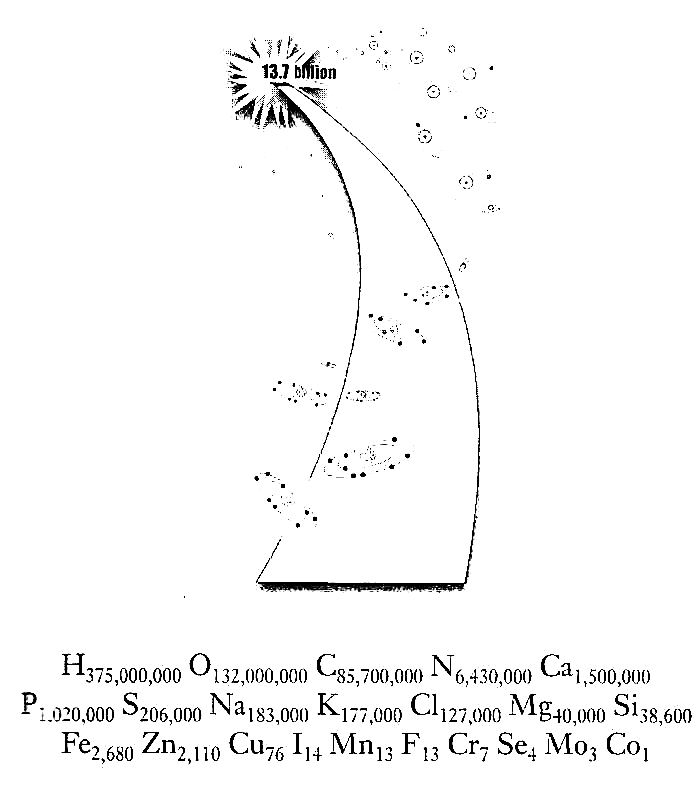 13.7 billion
H375,000,000 O132,000,000 C85,700,000 N6,430,000 Ca1,500,000
P1,020,000 S206,000 Na183,000 K177,000 Cl127,000 Mg40,000 Si38,600
Fe2,680 Zn2,110 Cu76 I14 Mn13 F13 Cr7 Se4 Mo3 Co1